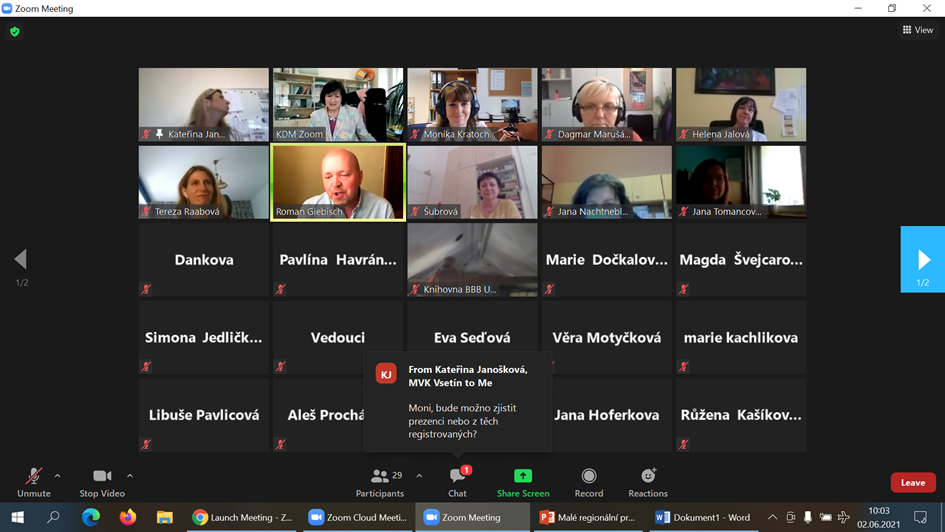 Zoom Meeting
View
Kateřina Jan...
KDM Zoom
Monika Kratoch...
Dagmar Marušá...
Helena Jalová
Tereza Raabová
Roman Giebisch
Šubrová
Jana Nachtnebl...
Jana Tomancov...
Dankova
Pavlína Havrán...
Knihovna BBB U...
Marie Dočkalov...
Magda Švejcaro...
1/2
1/2
Simona Jedličk...
Vedouci
Eva Seďová
Věra Motyčková
marie kachlikova
Libuše Pavlicová
Aleš Prochá
Jana Hoferkova
Růžena Kašíkov...
KJ
From Kateřina Janošková,
MVK Vsetín to Me
Moni, bude možno zjistit
prezenci nebo z těch
registrovaných?
Unmute
Stop Video
Participants
29
Chat
1
Share Screen
Record
Reactions
Leave
Launch Meeting - Z...
Zoom Cloud Meeti...
Zoom Meeting
Malé regionální pr...
Dokument1 - Word
10:03
02.06.2021